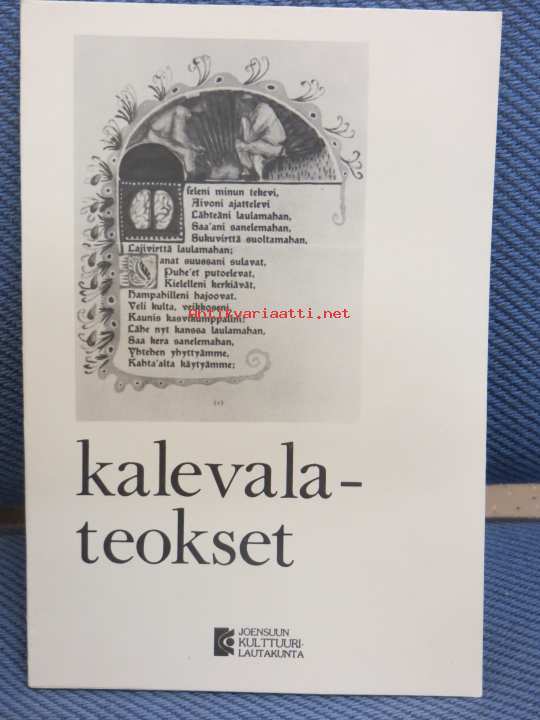 seleni minun tekevi,
Aivoni ajattelevi
Lähteäni laulamahan,
Saa'ani sanelemahan,
Sukuvirttä suoltamahan,
Lajivirttä laulamahan;
Sanat suussani sulavat,
Puhe'et putoelevat,
Kielelleni kerkiävät,
Hampahilleni hajoovat.
Veli kulta, veikkoseni,
Kaunis kasvikumppalini!
Lähe nyt kanssa laulamahan,
Saa kera sanelemahan,
Yhtehen yhyttyämme,
Kahta'alta käytyämme;
Antikvariaatti.net
kalevala-
teokset
JOENSUUN
KULTTUURI-
LAUTAKUNTA